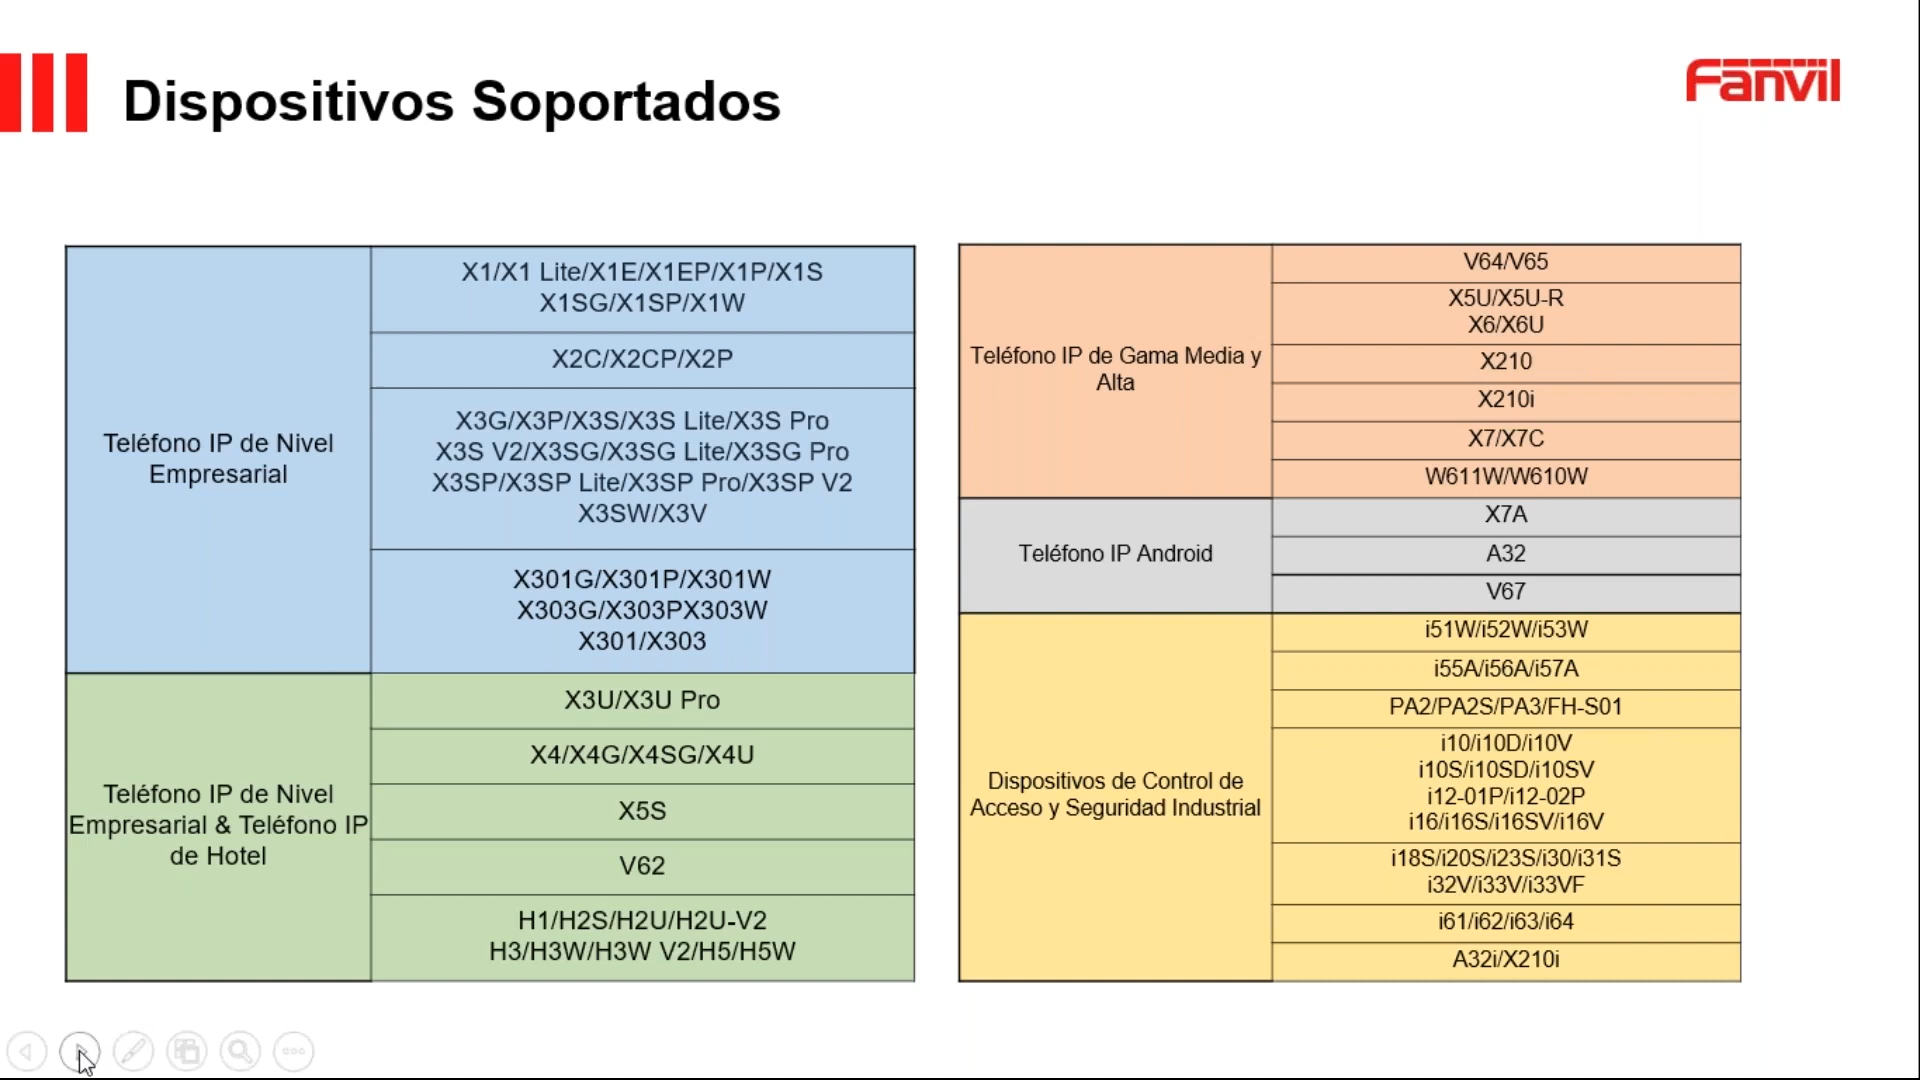 Dispositivos Soportados
Fanvil
Teléfono IP de Nivel
Empresarial
X1/X1 Lite/X1E/X1EP/X1P/X1S
X1SG/X1SP/X1W
X2C/X2CP/X2P
X3G/X3P/X3S/X3S Lite/X3S Pro
X3S V2/X3SG/X3SG Lite/X3SG Pro
X3SP/X3SP Lite/X3SP Pro/X3SP V2
X3SW/X3V
X301G/X301P/X301W
X303G/X303PX303W
X301/X303
Teléfono IP de Nivel
Empresarial & Teléfono IP
de Hotel
X3U/X3U Pro
X4/X4G/X4SG/X4U
X5S
V62
H1/H2S/H2U/H2U-V2
H3/H3W/H3W V2/H5/H5W
Teléfono IP de Gama Media y
Alta
V64/V65
X5U/X5U-R
X6/X6U
X210
X210i
X7/X7C
W611W/W610W
Teléfono IP Android
X7A
A32
V67
Dispositivos de Control de
Acceso y Seguridad Industrial
i51W/i52W/i53W
i55A/i56A/i57A
PA2/PA2S/PA3/FH-S01
i10/i10D/i10V
i10S/i10SD/i10SV
i12-01P/i12-02P
i16/i16S/i16SV/i16V
i18S/i20S/i23S/i30/i31S
i32V/i33V/i33VF
i61/i62/i63/i64
A32i/X210i